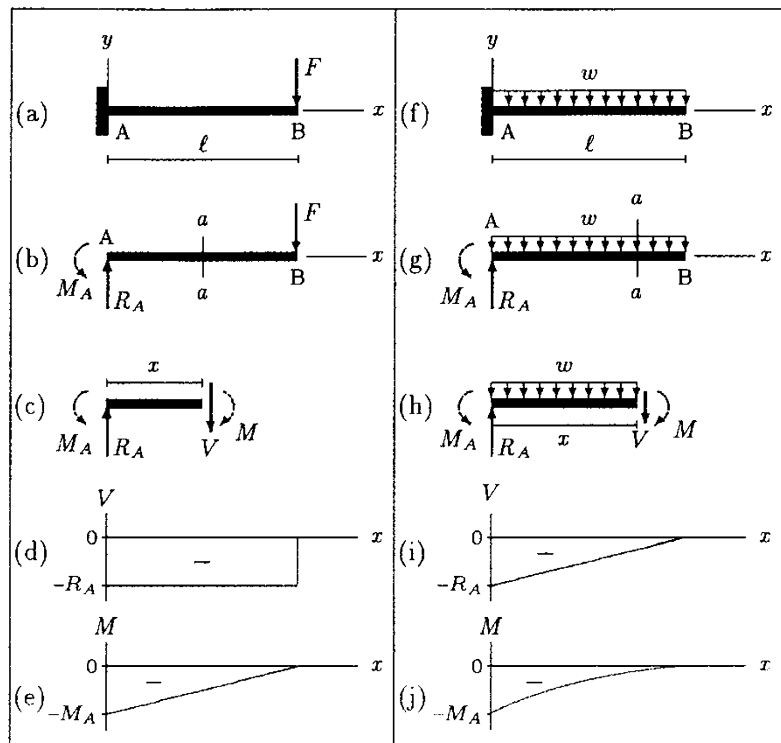 (a)
y
F
A
B
x
ℓ
(b)
A
a
F
x
M_A
R_A
a
B
(c)
x
M_A
R_A
V
M
(d)
V
0
x
−
−R_A
(e)
M
0
x
−
−M_A
(f)
y
w
A
B
x
ℓ
(g)
A
w
a
x
M_A
R_A
a
B
(h)
w
M_A
R_A
x
V
M
(i)
V
0
x
−
−R_A
(j)
M
0
x
−
−M_A